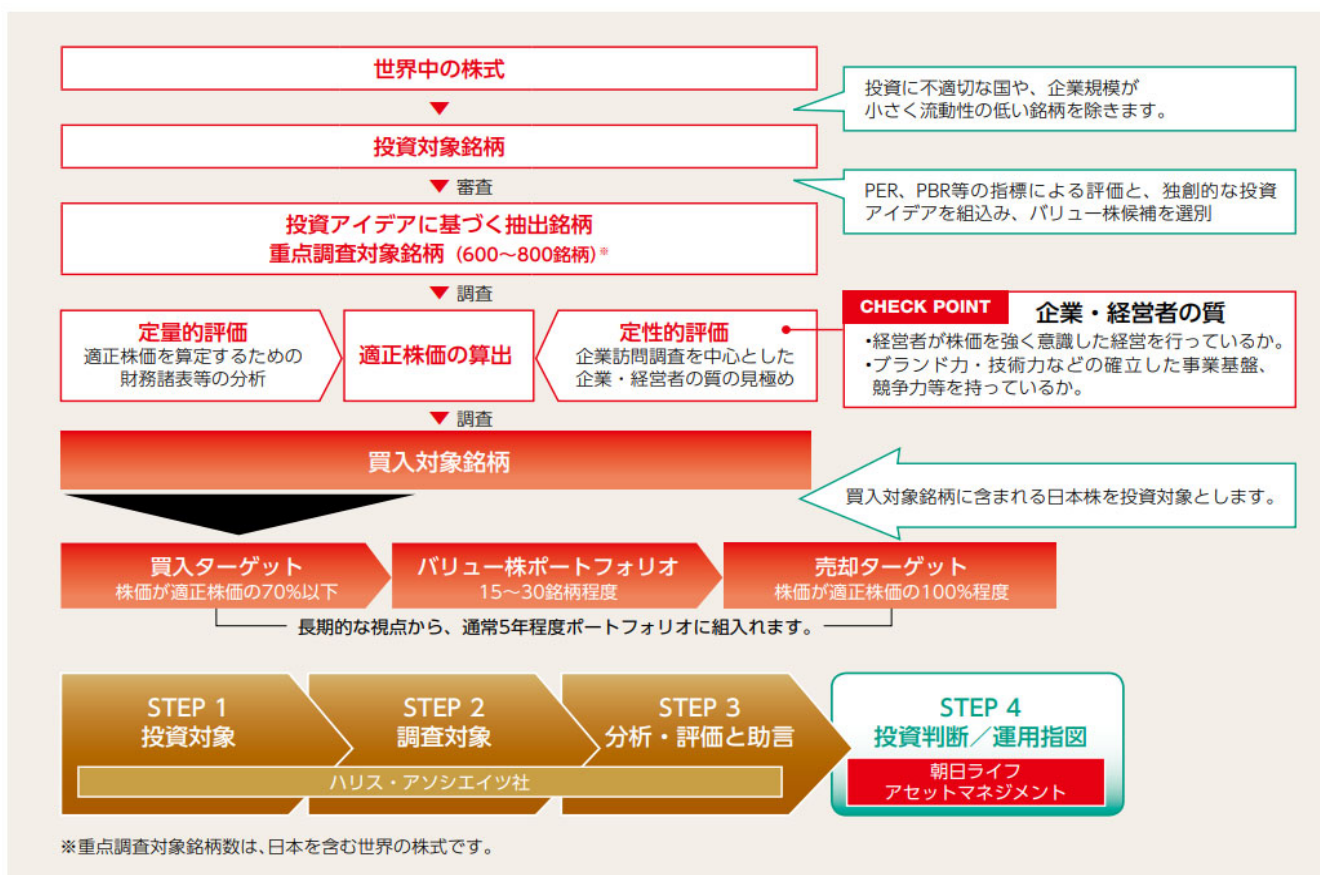 世界中の株式
投資に不適切な国や、企業規模が
小さく流動性の低い銘柄を除きます。
投資対象銘柄
▼ 審査
PER、PBR等の指標による評価と、独創的な投資
アイデアを組込み、バリュー株候補を選別
投資アイデアに基づく抽出銘柄
重点調査対象銘柄（600～800銘柄）※
▼ 調査
定量的評価
適正株価を算定するための
財務諸表等の分析
適正株価の算出
定性的評価
企業訪問調査を中心とした
企業・経営者の質の見極め
CHECK POINT 企業・経営者の質
・経営者が株価を強く意識した経営を行っているか。
・ブランド力・技術力などの確立した事業基盤、
競争力等を持っているか。
▼ 調査
買入対象銘柄
買入対象銘柄に含まれる日本株を投資対象とします。
買入ターゲット
株価が適正株価の70%以下
バリュー株ポートフォリオ
15～30銘柄程度
売却ターゲット
株価が適正株価の100%程度
長期的な視点から、通常5年程度ポートフォリオに組入れます。
STEP 1
投資対象
STEP 2
調査対象
STEP 3
分析・評価と助言
ハリス・アソシエイツ社
STEP 4
投資判断／運用指図
朝日ライフ
アセットマネジメント
※重点調査対象銘柄数は、日本を含む世界の株式です。